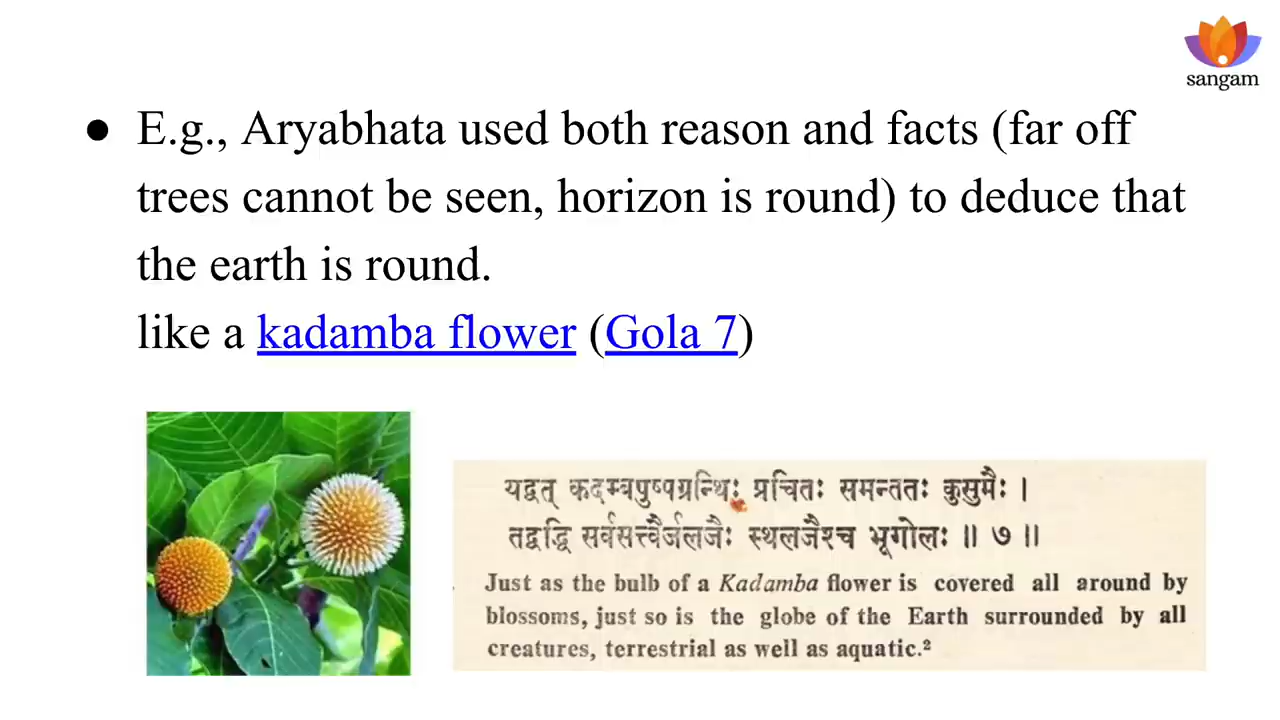 sangam
● E.g., Aryabhata used both reason and facts (far off
trees cannot be seen, horizon is round) to deduce that
the earth is round.
like a kadamba flower (Gola 7)
यद्वत् कदम्बपुष्पग्रन्थिः प्रचितः समन्ततः कुसुमैः ।
तद्वद्धि सर्वसत्त्वैर्जलजैः स्थलजैश्च भूगोलः ॥ ७ ॥
Just as the bulb of a Kadamba flower is covered all around by
blossoms, just so is the globe of the Earth surrounded by all
creatures, terrestrial as well as aquatic.²